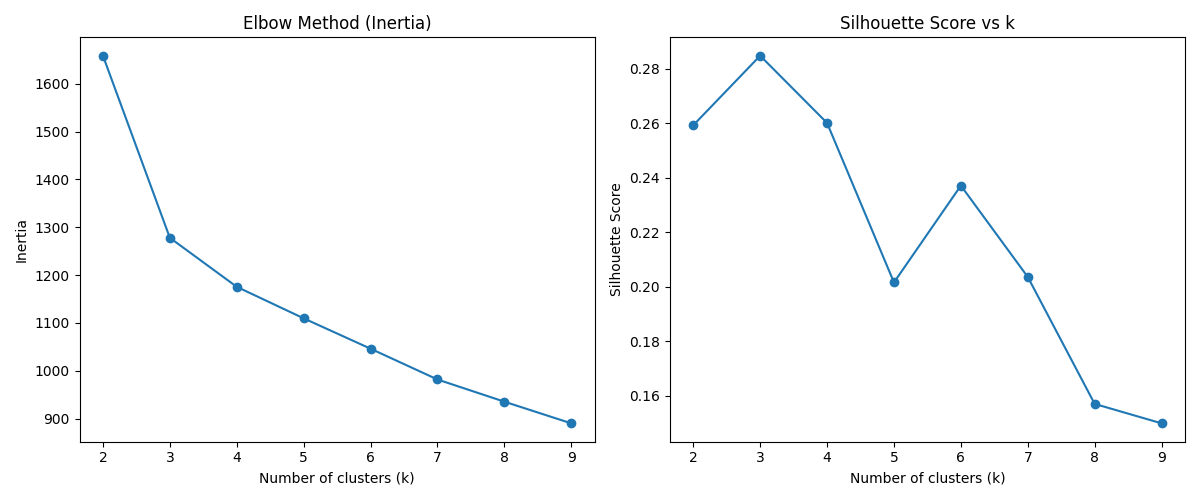 Elbow Method (Inertia)
1600
1500
1400
1300
1200
1100
1000
900
Inertia
2 3 4 5 6 7 8 9
Number of clusters (k)
Silhouette Score vs k
0.28
0.26
0.24
0.22
0.20
0.18
0.16
Silhouette Score
2 3 4 5 6 7 8 9
Number of clusters (k)